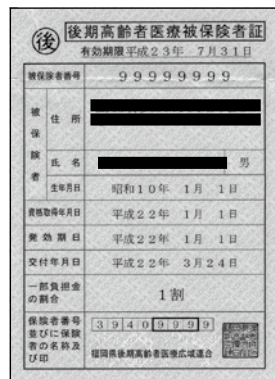 後 後期高齢者医療被保険者証
有効期限平成23年 7月31日
被保険者番号 99999999
被保険者
住所
氏名 男
生年月日 昭和10年 1月 1日
資格取得年月日 平成22年 1月 1日
発効期日 平成22年 1月 1日
交付年月日 平成22年 3月24日
一部負担金
の割合 1割
保険者番号
並びに保険
者の名称及
び印
39409999
福岡県後期高齢者医療広域連合